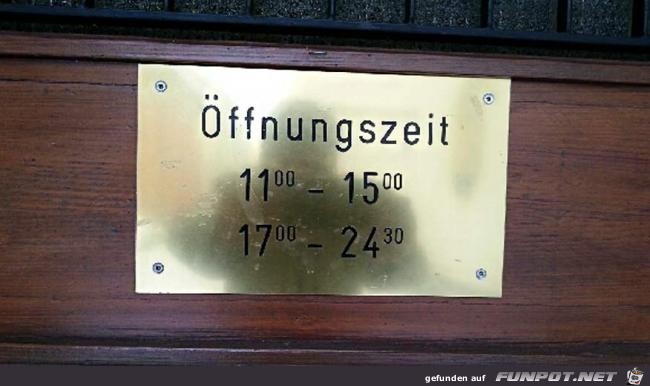 Öffnungszeit
11⁰⁰ - 15⁰⁰
17⁰⁰ - 24³⁰
gefunden auf FUNPOT.NET